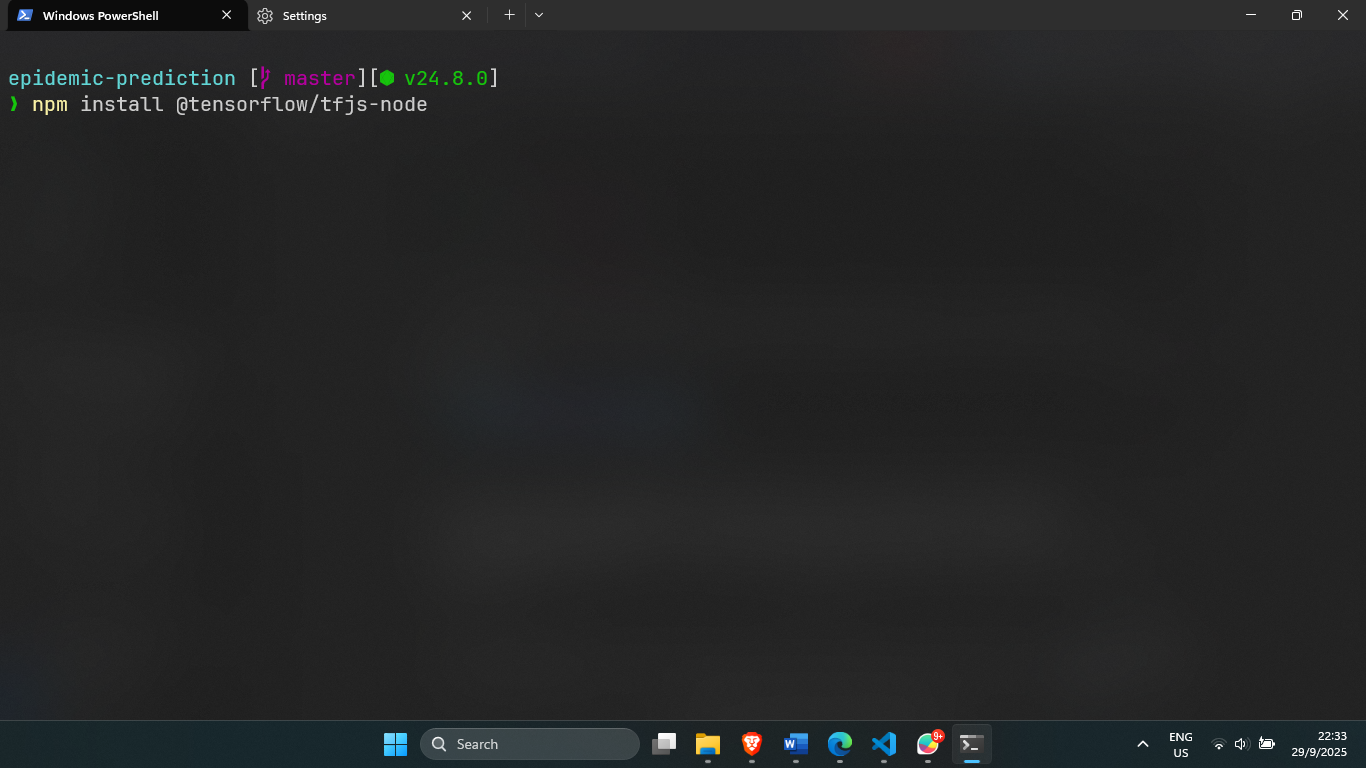 Windows PowerShell
Settings
epidemic-prediction [ master][ v24.8.0]
❯ npm install @tensorflow/tfjs-node
Search
9+
ENG
US
22:33
29/9/2025